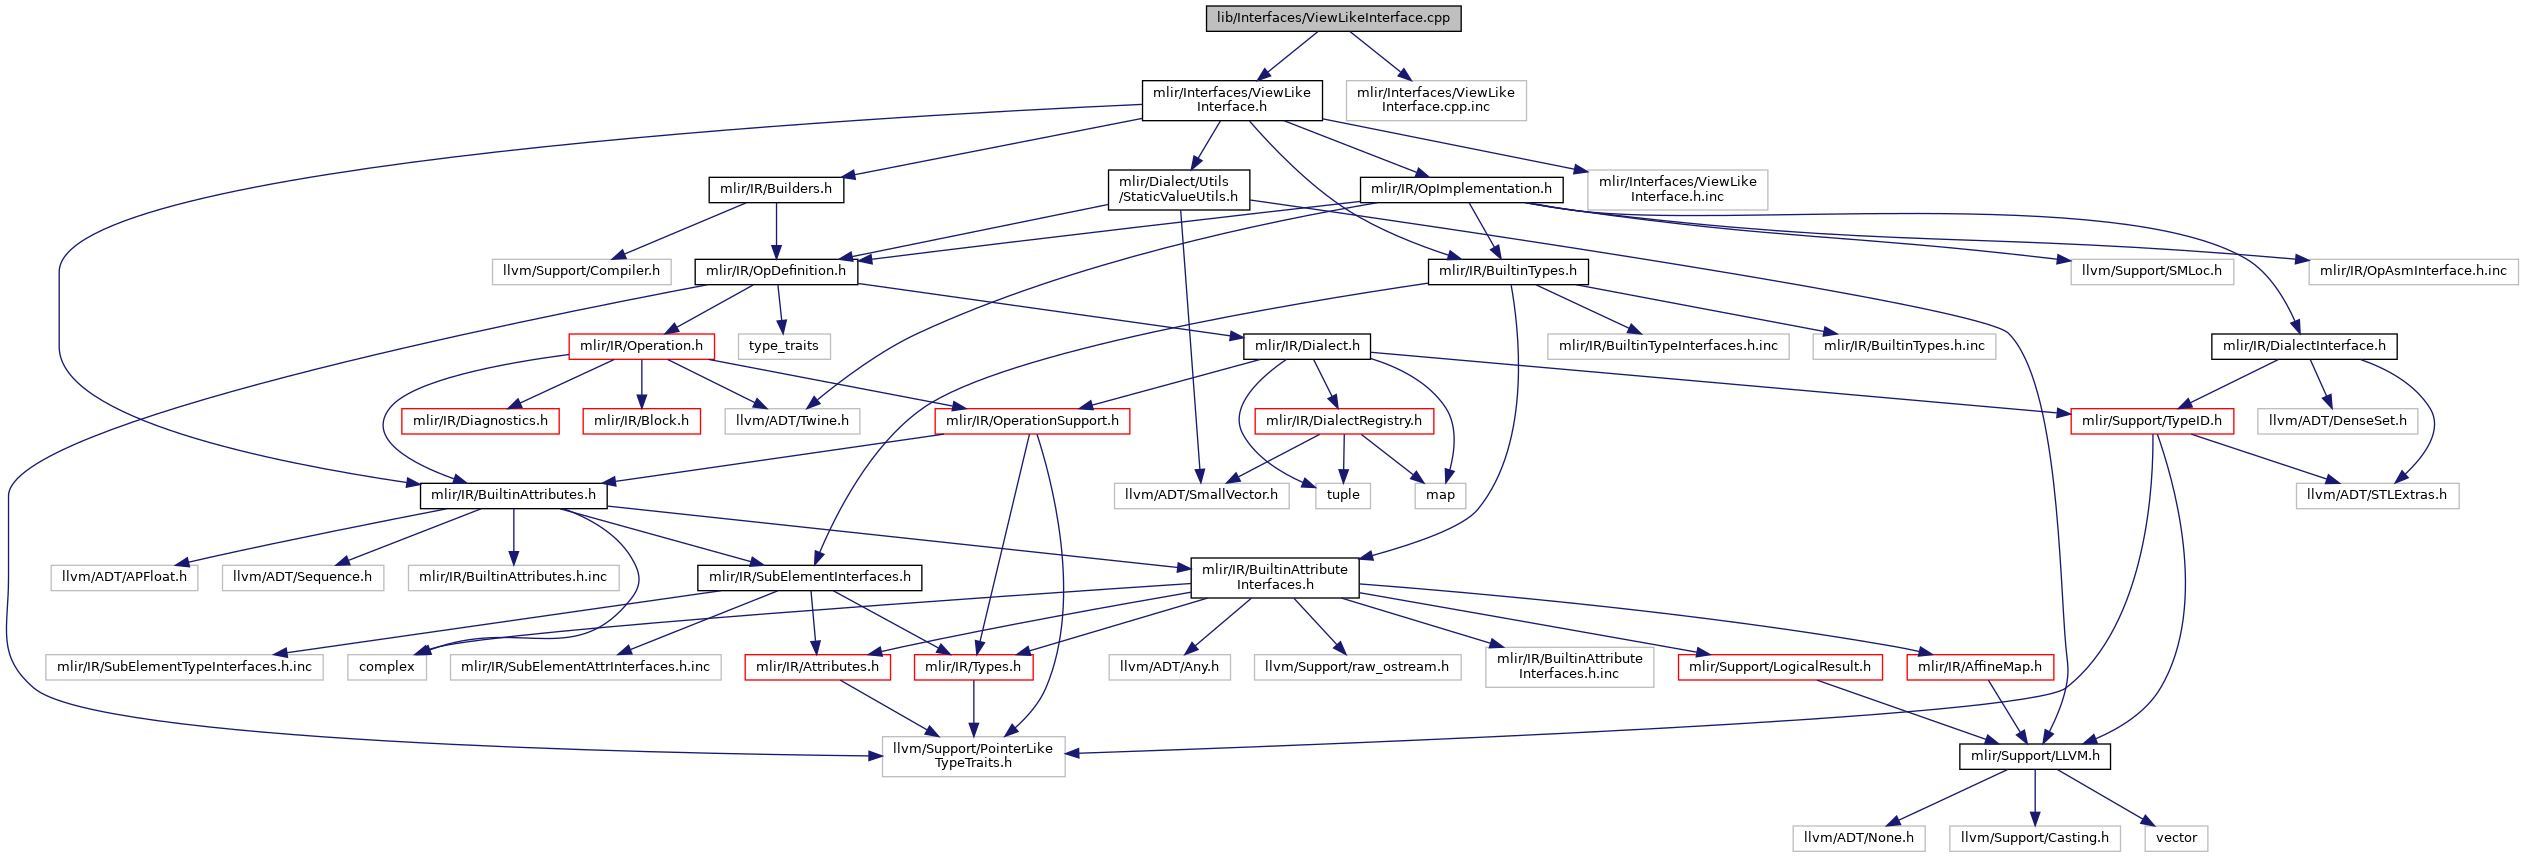 lib/Interfaces/ViewLikeInterface.cpp
mlir/Interfaces/ViewLike
Interface.h
mlir/Interfaces/ViewLike
Interface.cpp.inc
mlir/IR/Builders.h
mlir/Dialect/Utils
/StaticValueUtils.h
mlir/IR/OpImplementation.h
mlir/Interfaces/ViewLike
Interface.h.inc
llvm/Support/Compiler.h
mlir/IR/OpDefinition.h
mlir/IR/BuiltinTypes.h
llvm/Support/SMLoc.h
mlir/IR/OpAsmInterface.h.inc
mlir/IR/Operation.h
type_traits
mlir/IR/Dialect.h
mlir/IR/BuiltinTypeInterfaces.h.inc
mlir/IR/BuiltinTypes.h.inc
mlir/IR/DialectInterface.h
mlir/IR/Diagnostics.h
mlir/IR/Block.h
llvm/ADT/Twine.h
mlir/IR/OperationSupport.h
mlir/IR/DialectRegistry.h
mlir/Support/TypeID.h
llvm/ADT/DenseSet.h
mlir/IR/BuiltinAttributes.h
llvm/ADT/SmallVector.h
tuple
map
llvm/ADT/STLExtras.h
llvm/ADT/APFloat.h
llvm/ADT/Sequence.h
mlir/IR/BuiltinAttributes.h.inc
mlir/IR/SubElementInterfaces.h
mlir/IR/BuiltinAttribute
Interfaces.h
mlir/IR/SubElementTypeInterfaces.h.inc
complex
mlir/IR/SubElementAttrInterfaces.h.inc
mlir/IR/Attributes.h
mlir/IR/Types.h
llvm/ADT/Any.h
llvm/Support/raw_ostream.h
mlir/IR/BuiltinAttribute
Interfaces.h.inc
mlir/Support/LogicalResult.h
mlir/IR/AffineMap.h
llvm/Support/PointerLike
TypeTraits.h
mlir/Support/LLVM.h
llvm/ADT/None.h
llvm/Support/Casting.h
vector